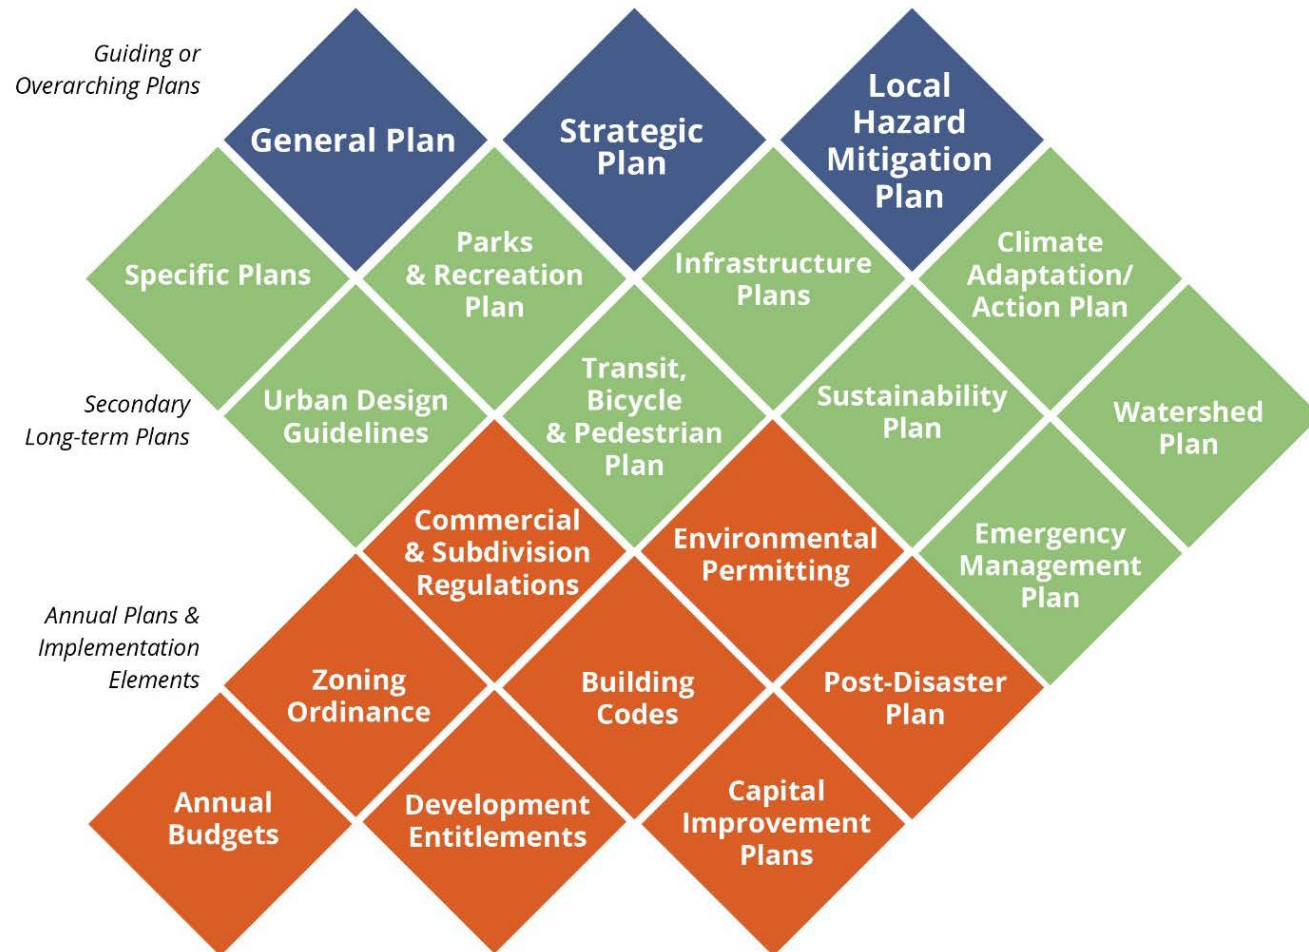 Guiding or
Overarching Plans
General Plan
Strategic
Plan
Local
Hazard
Mitigation
Plan
Specific Plans
Parks
& Recreation
Plan
Infrastructure
Plans
Climate
Adaptation/
Action Plan
Secondary
Long-term Plans
Urban Design
Guidelines
Transit,
Bicycle
& Pedestrian
Plan
Sustainability
Plan
Watershed
Plan
Commercial
& Subdivision
Regulations
Environmental
Permitting
Emergency
Management
Plan
Annual Plans &
Implementation
Elements
Zoning
Ordinance
Building
Codes
Post-Disaster
Plan
Annual
Budgets
Development
Entitlements
Capital
Improvement
Plans